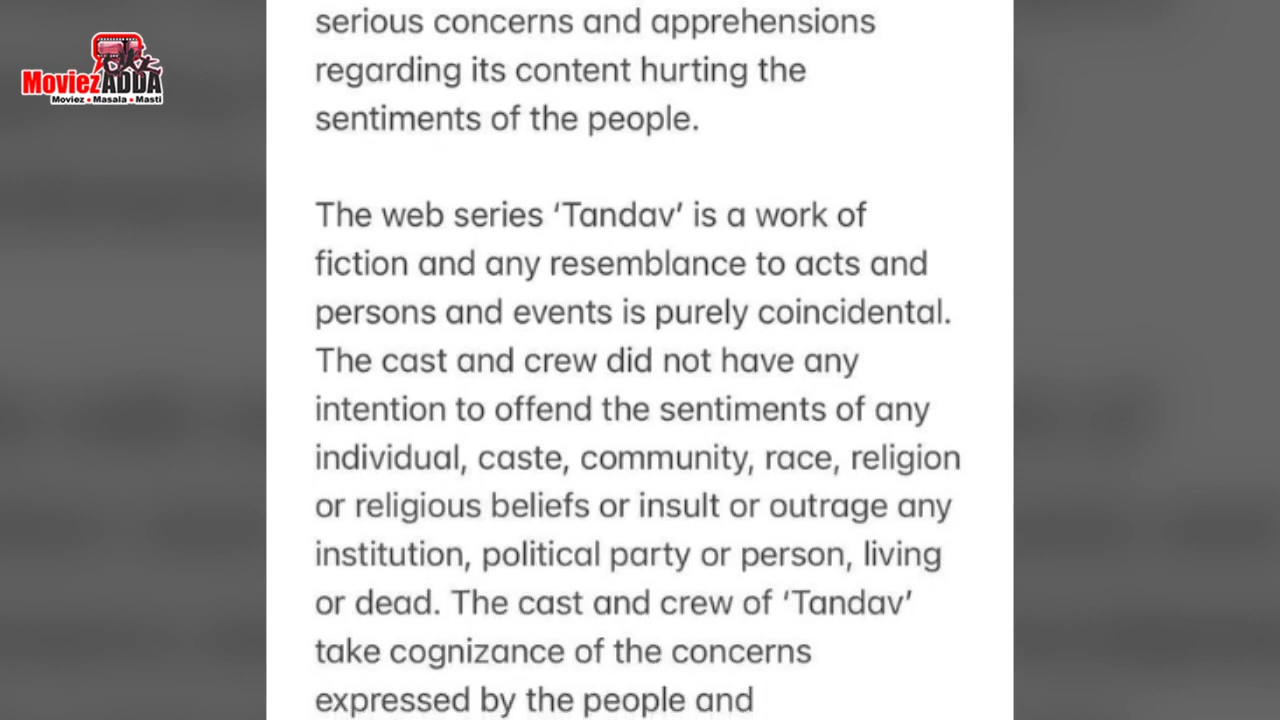 MoviezADDA
Moviez • Masala • Masti
serious concerns and apprehensions
regarding its content hurting the
sentiments of the people.
The web series ‘Tandav’ is a work of
fiction and any resemblance to acts and
persons and events is purely coincidental.
The cast and crew did not have any
intention to offend the sentiments of any
individual, caste, community, race, religion
or religious beliefs or insult or outrage any
institution, political party or person, living
or dead. The cast and crew of ‘Tandav’
take cognizance of the concerns
expressed by the people and